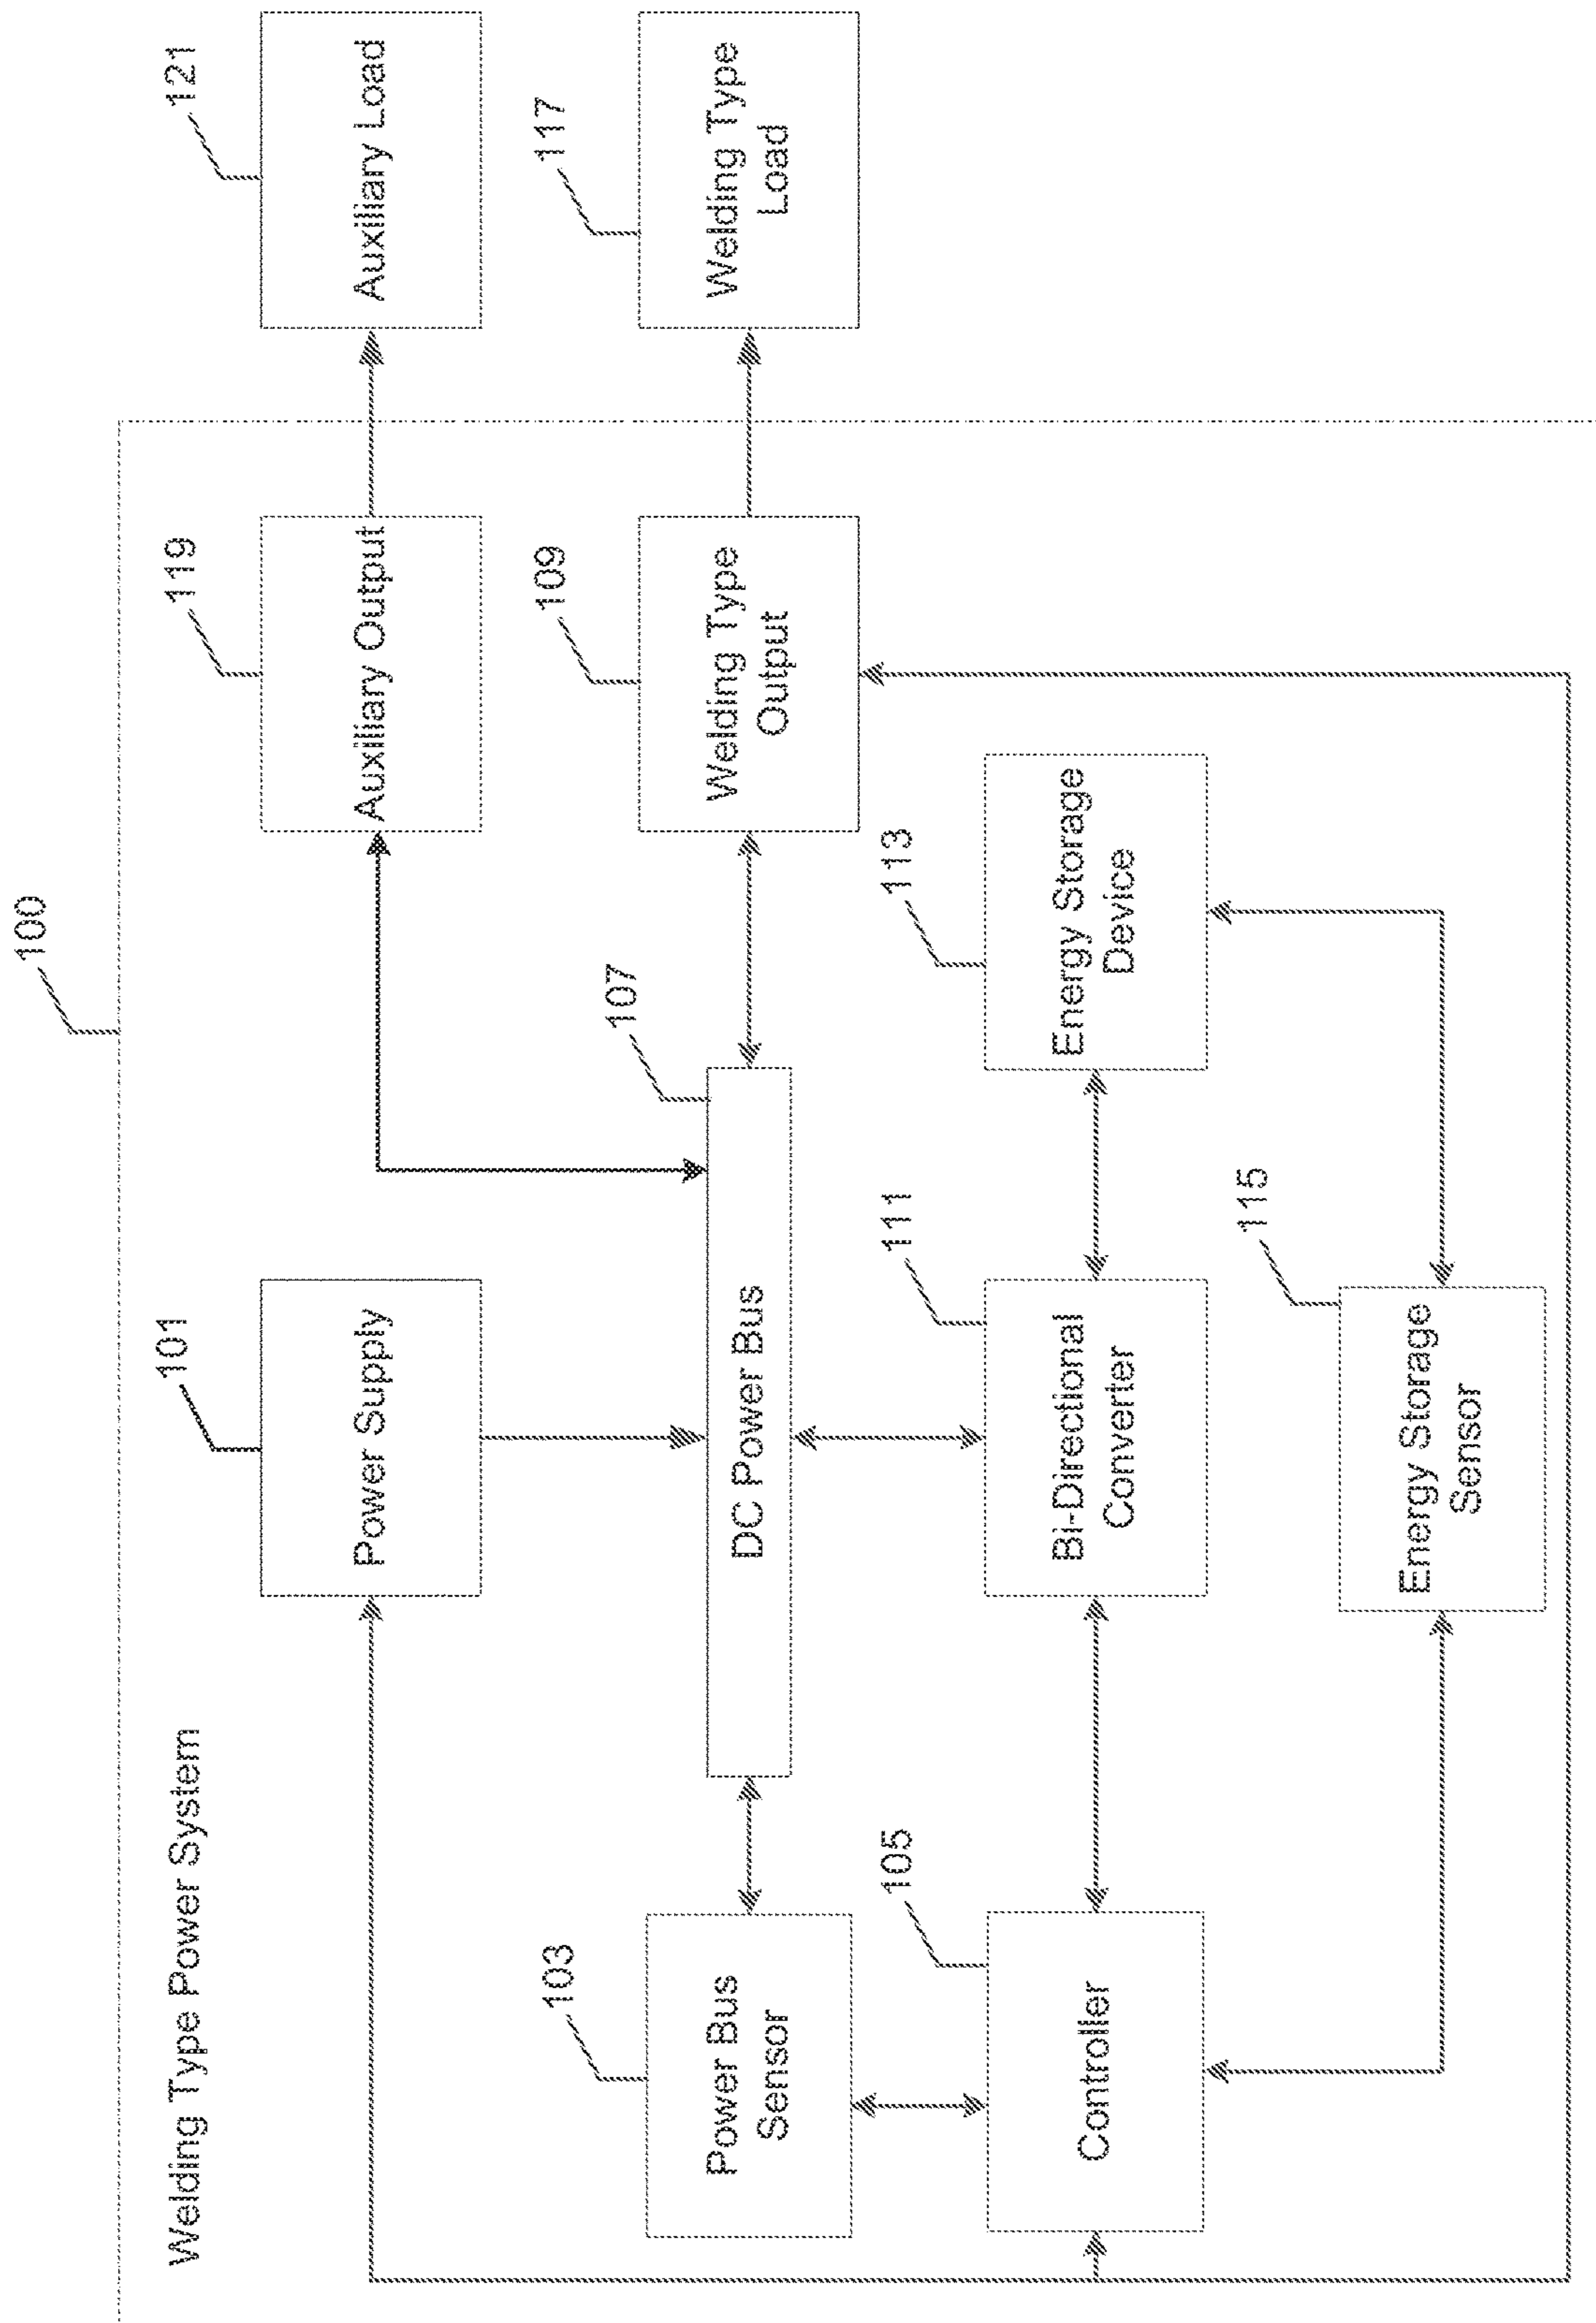 100
Welding Type Power System
101
Power Supply
119
Auxiliary Output
121
Auxiliary Load
103
Power Bus
Sensor
107
DC Power Bus
109
Welding Type
Output
117
Welding Type
Load
105
Controller
111
Bi-Directional
Converter
113
Energy Storage
Device
115
Energy Storage
Sensor